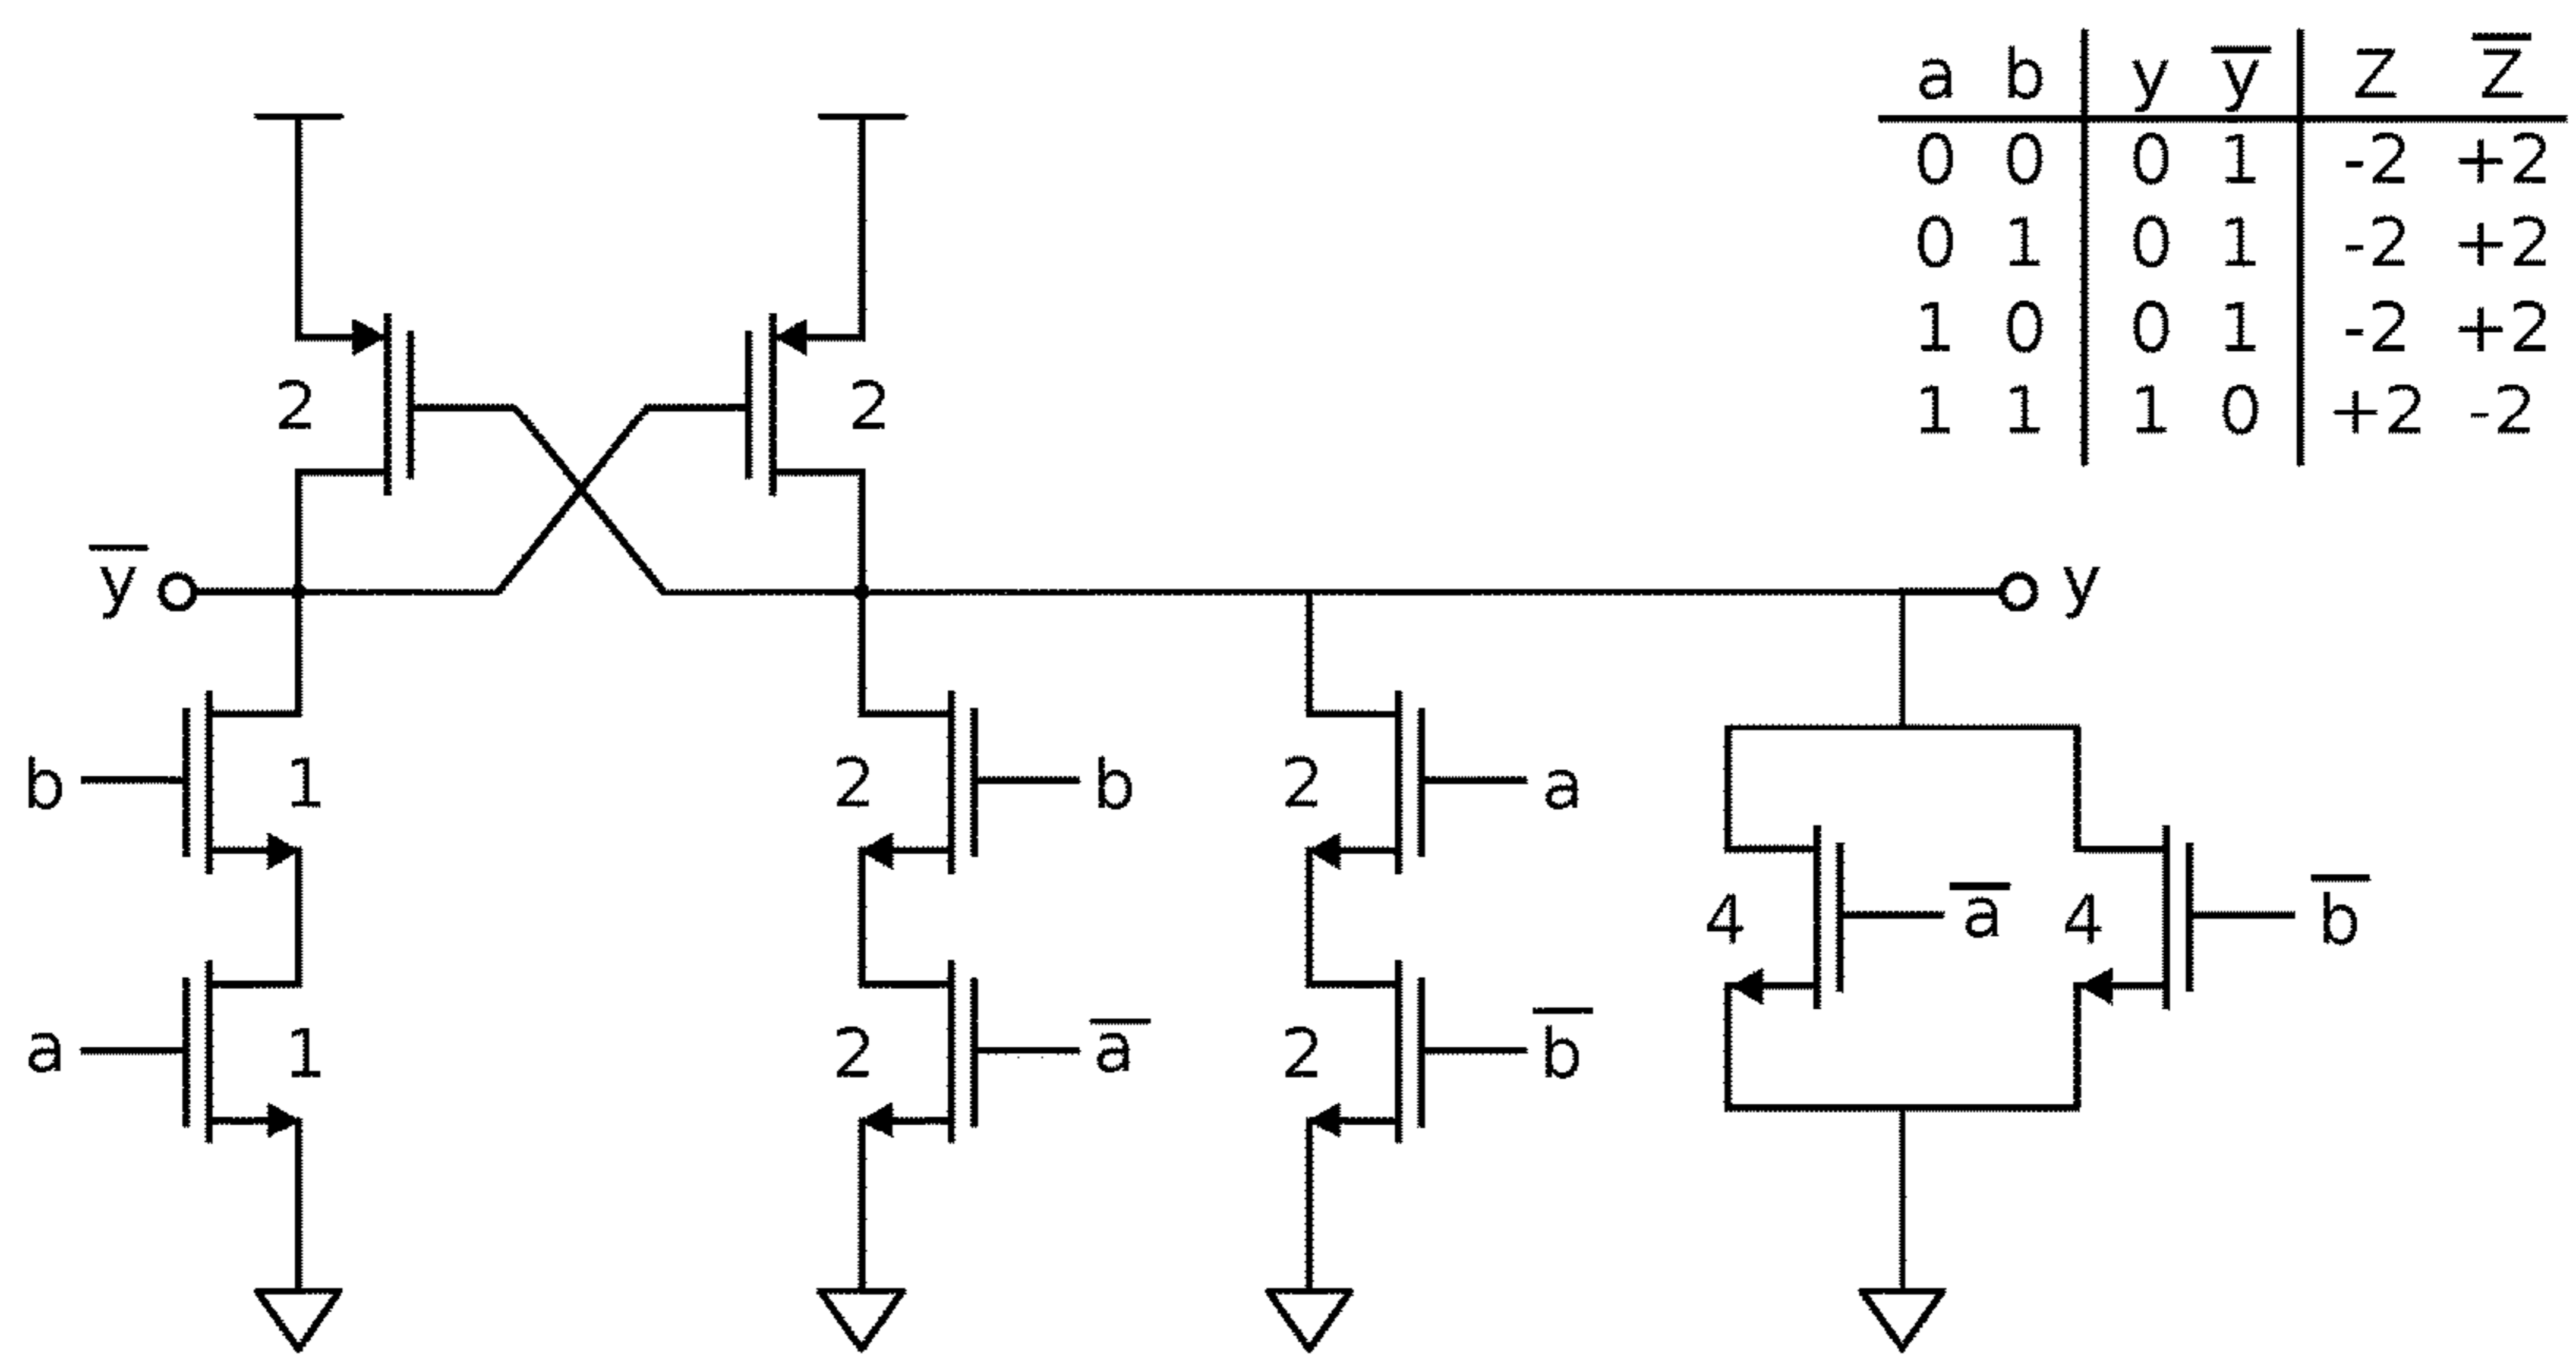 a b y y̅ Z Z̅
0 0 0 1 -2 +2
0 1 0 1 -2 +2
1 0 0 1 -2 +2
1 1 1 0 +2 -2
2 2
y̅ y
b 1 2 b 2 a
4 a̅ 4 b̅
a 1 2 a̅ 2 b̅